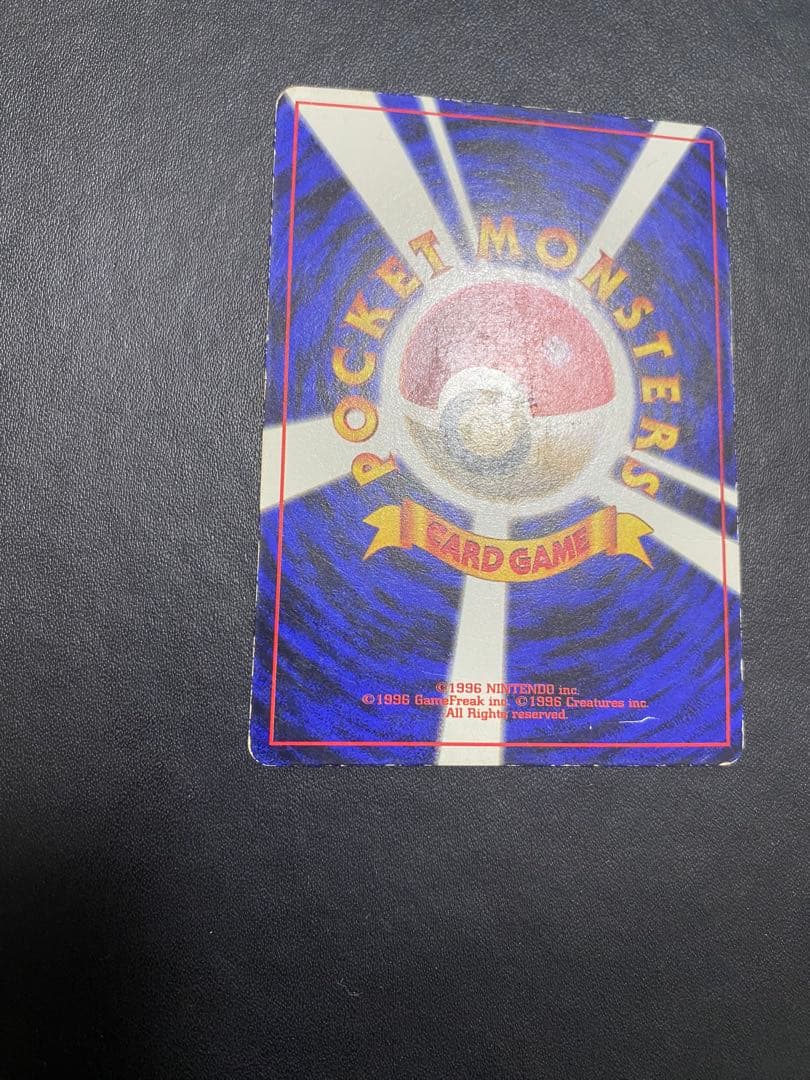 POCKET MONSTERS
CARD GAME
©1996 NINTENDO inc.
©1996 GameFreak inc. ©1996 Creatures inc.
All Rights reserved.